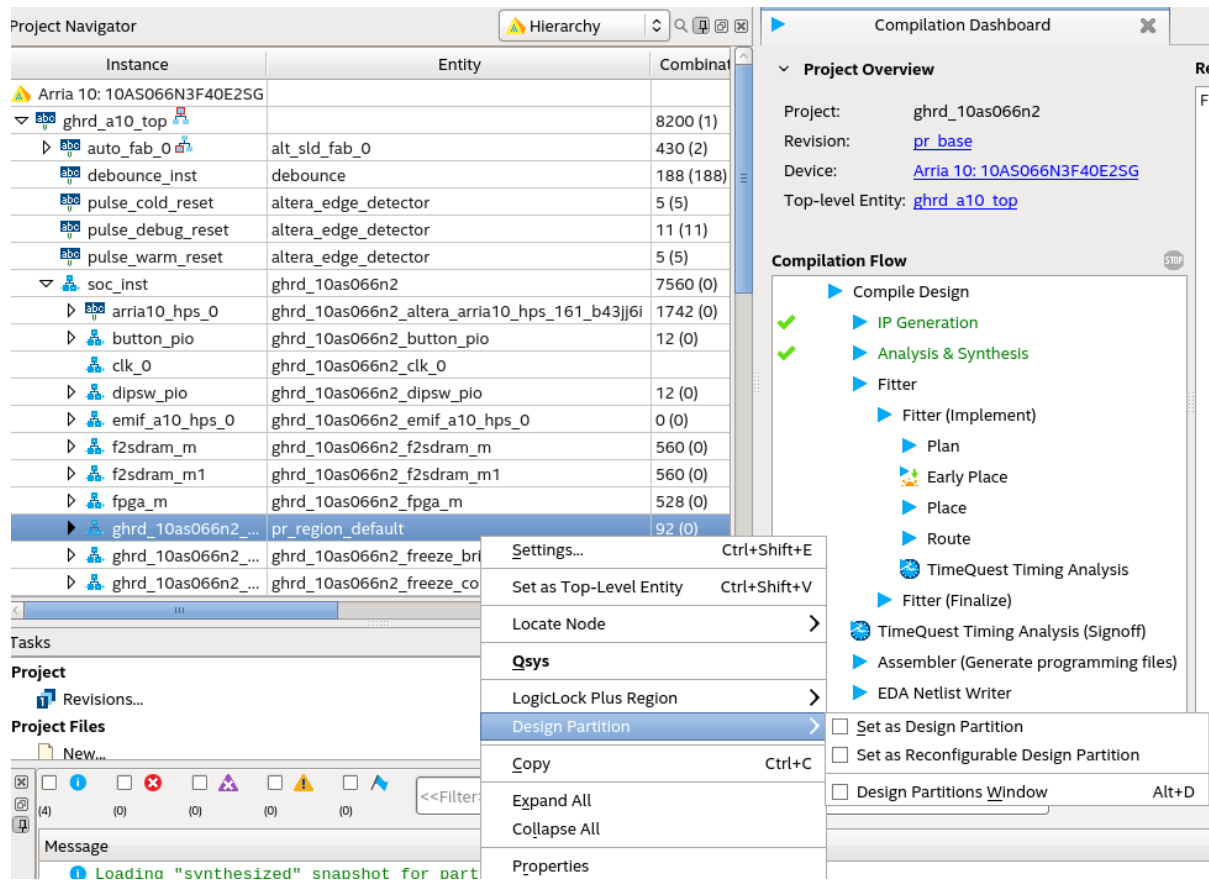 Project Navigator
Hierarchy
Instance Entity Combinat
Arria 10: 10AS066N3F40E2SG
ghrd_a10_top 8200 (1)
auto_fab_0 alt_sld_fab_0 430 (2)
debounce_inst debounce 188 (188)
pulse_cold_reset altera_edge_detector 5 (5)
pulse_debug_reset altera_edge_detector 11 (11)
pulse_warm_reset altera_edge_detector 5 (5)
soc_inst ghrd_10as066n2 7560 (0)
arria10_hps_0 ghrd_10as066n2_altera_arria10_hps_161_b43jj6i 1742 (0)
button_pio ghrd_10as066n2_button_pio 12 (0)
clk_0 ghrd_10as066n2_clk_0
dipsw_pio ghrd_10as066n2_dipsw_pio 12 (0)
emif_a10_hps_0 ghrd_10as066n2_emif_a10_hps_0 0 (0)
f2sdram_m ghrd_10as066n2_f2sdram_m 560 (0)
f2sdram_m1 ghrd_10as066n2_f2sdram_m1 560 (0)
fpga_m ghrd_10as066n2_fpga_m 528 (0)
ghrd_10as066n2_... pr_region_default 92 (0)
ghrd_10as066n2_... ghrd_10as066n2_freeze_bri
ghrd_10as066n2_... ghrd_10as066n2_freeze_co
Settings... Ctrl+Shift+E
Set as Top-Level Entity Ctrl+Shift+V
Locate Node
Qsys
LogicLock Plus Region
Design Partition
Copy Ctrl+C
Expand All
Collapse All
Properties
Set as Design Partition
Set as Reconfigurable Design Partition
Design Partitions Window Alt+D
Tasks
Project
Revisions...
Project Files
New...
(4) (0) (0) (0) (0)
<<Filter>
Message
Loading "synthesized" snapshot for part
Compilation Dashboard
Project Overview
Project: ghrd_10as066n2
Revision: pr_base
Device: Arria 10: 10AS066N3F40E2SG
Top-level Entity: ghrd_a10_top
Compilation Flow
STOP
Compile Design
IP Generation
Analysis & Synthesis
Fitter
Fitter (Implement)
Plan
Early Place
Place
Route
TimeQuest Timing Analysis
Fitter (Finalize)
TimeQuest Timing Analysis (Signoff)
Assembler (Generate programming files)
EDA Netlist Writer
Re
F